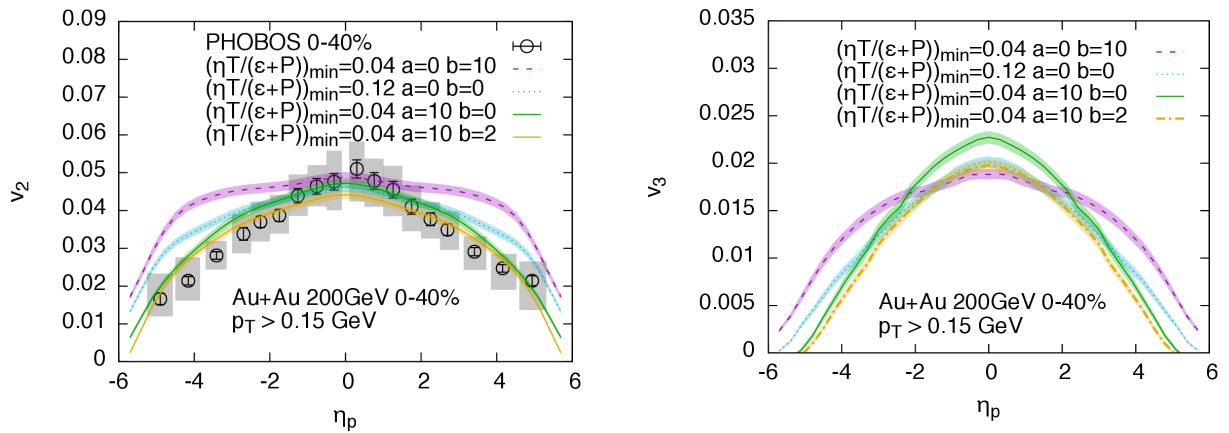 0.09
0.08
0.07
0.06
0.05
0.04
0.03
0.02
0.01
0
v2
PHOBOS 0-40%
(ηT/(ε+P))min=0.04 a=0 b=10
(ηT/(ε+P))min=0.12 a=0 b=0
(ηT/(ε+P))min=0.04 a=10 b=0
(ηT/(ε+P))min=0.04 a=10 b=2
Au+Au 200GeV 0-40%
pT > 0.15 GeV
-6 -4 -2 0 2 4 6
ηp
0.035
0.03
0.025
0.02
0.015
0.01
0.005
0
v3
(ηT/(ε+P))min=0.04 a=0 b=10
(ηT/(ε+P))min=0.12 a=0 b=0
(ηT/(ε+P))min=0.04 a=10 b=0
(ηT/(ε+P))min=0.04 a=10 b=2
Au+Au 200GeV 0-40%
pT > 0.15 GeV
-6 -4 -2 0 2 4 6
ηp